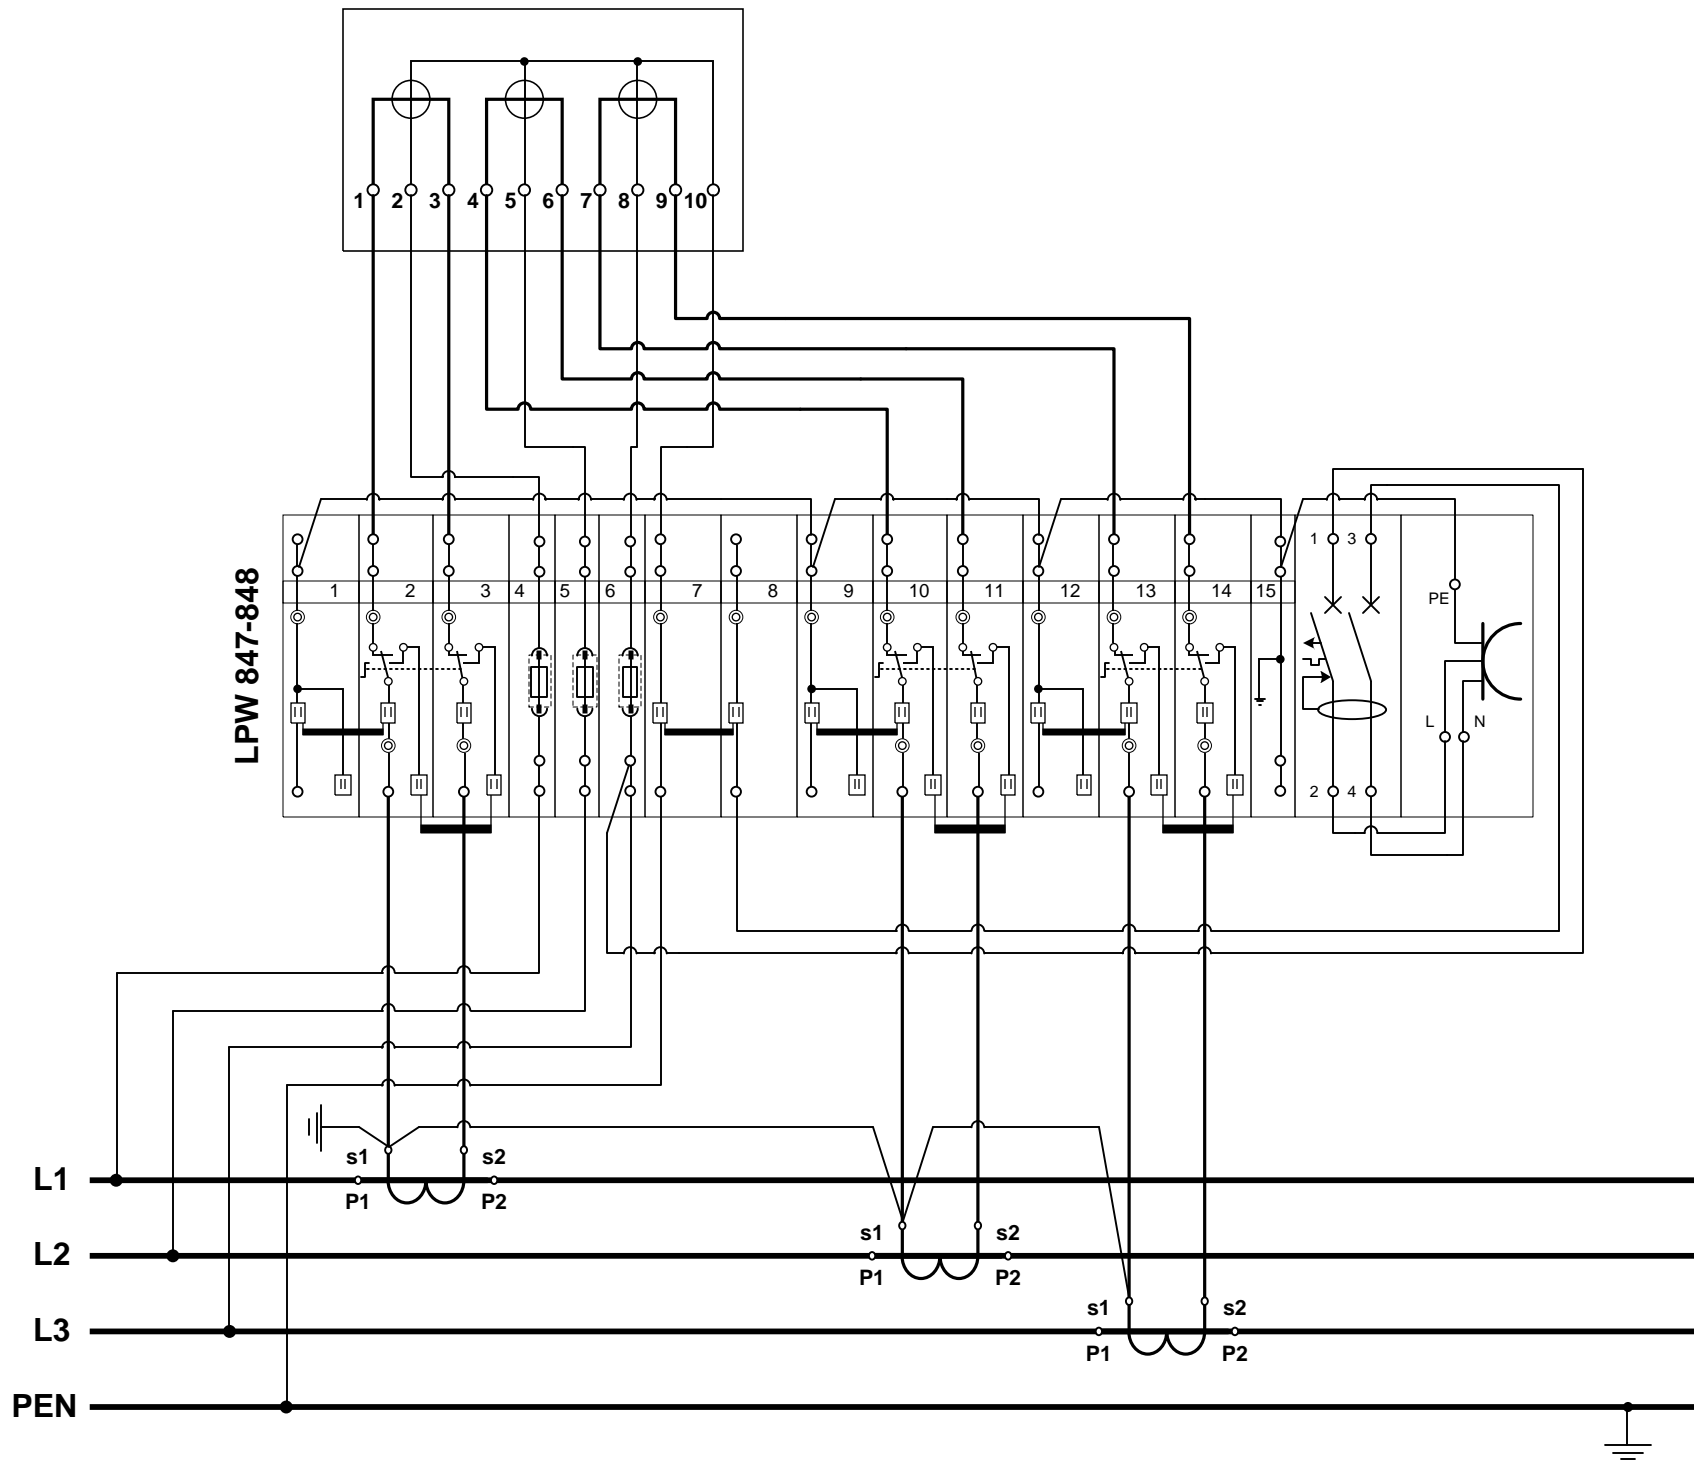 1 2 3 4 5 6 7 8 9 10
LPW 847-848
1 2 3 4 5 6 7 8 9 10 11 12 13 14 15
1 3
PE
L N
2 4
s1 s2
L1
P1 P2
s1 s2
L2
P1 P2
s1 s2
L3
P1 P2
PEN